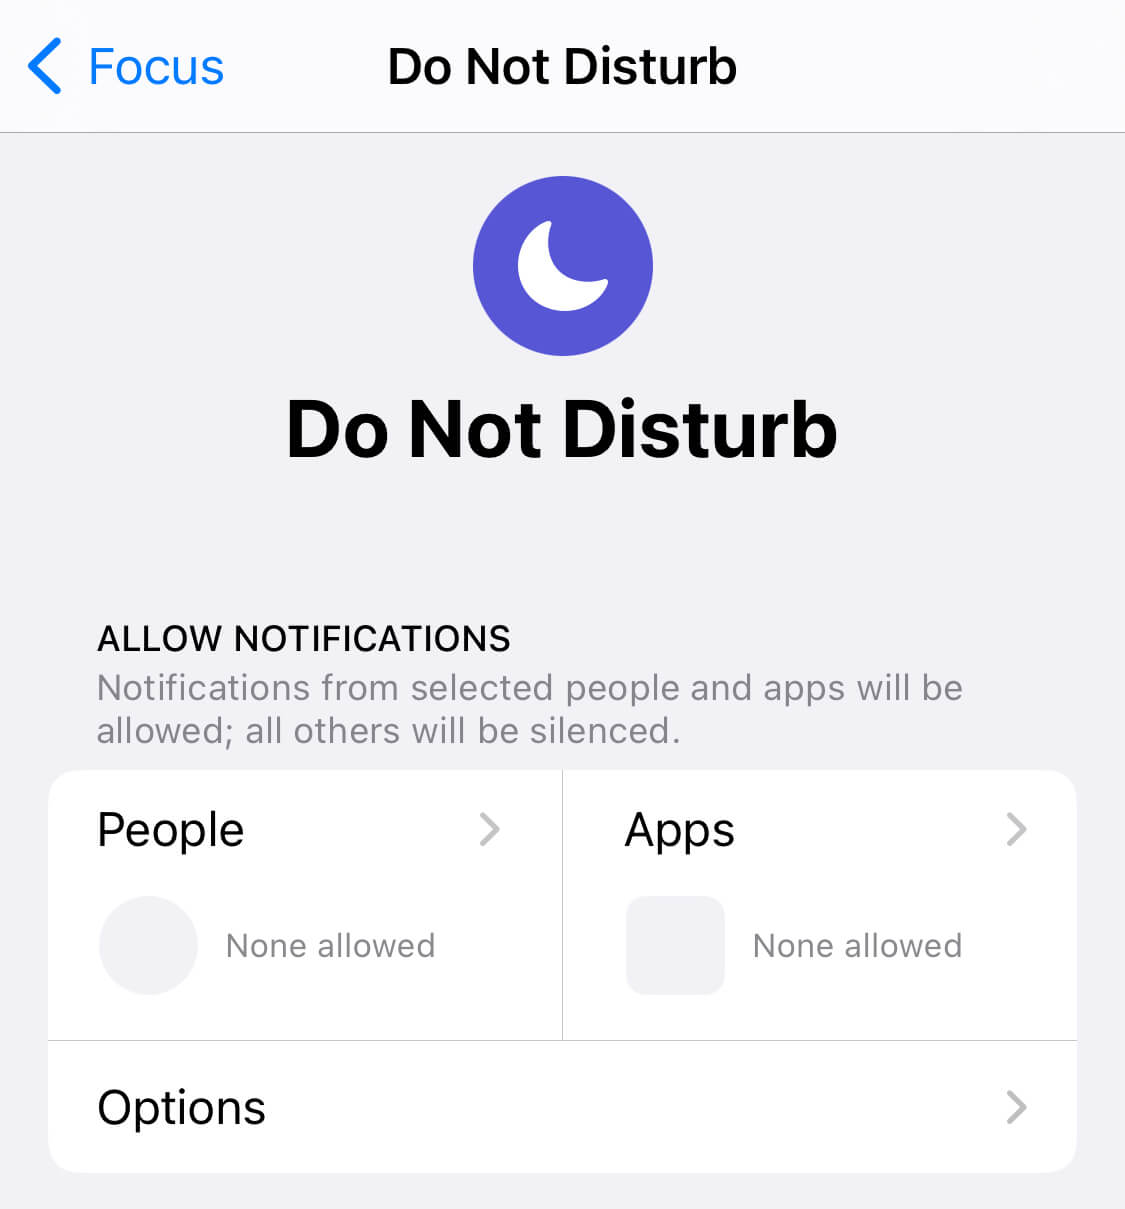 Focus
Do Not Disturb
Do Not Disturb
ALLOW NOTIFICATIONS
Notifications from selected people and apps will be
allowed; all others will be silenced.
People
Apps
None allowed
None allowed
Options